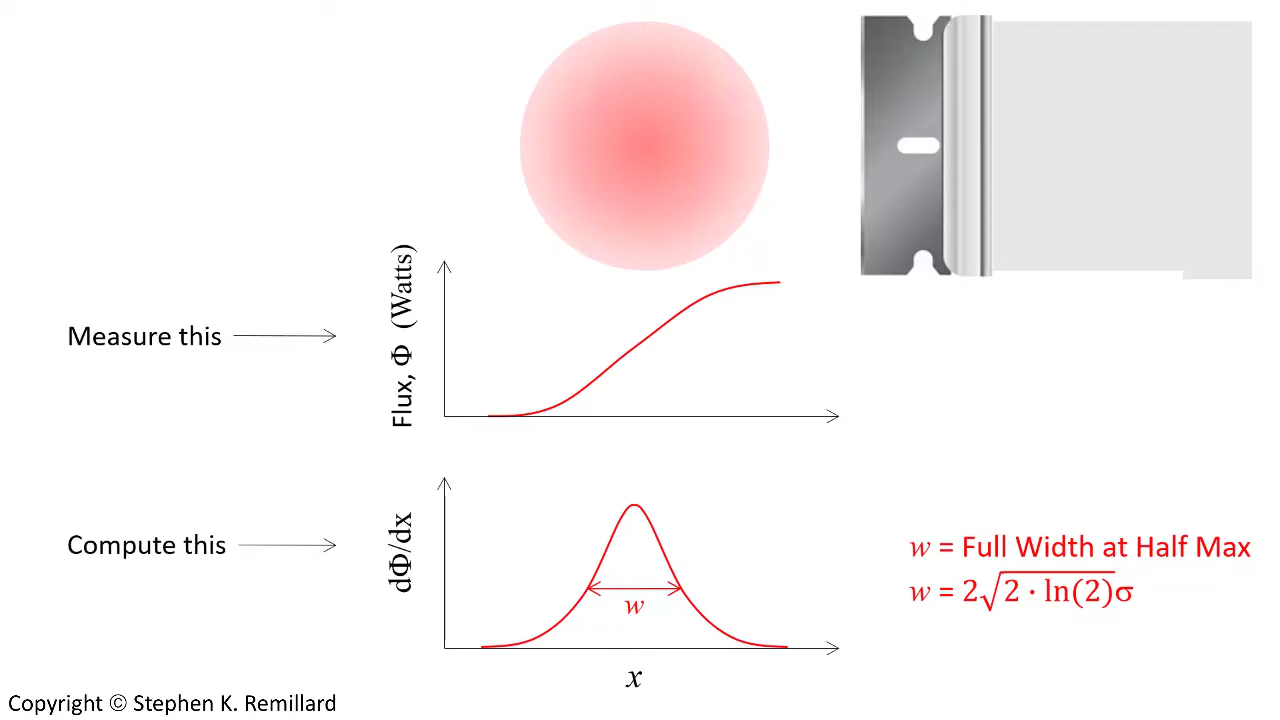 Flux, Φ (Watts)
Measure this
dΦ/dx
Compute this
w
w = Full Width at Half Max
w = 2√2 · ln(2)σ
x
Copyright © Stephen K. Remillard